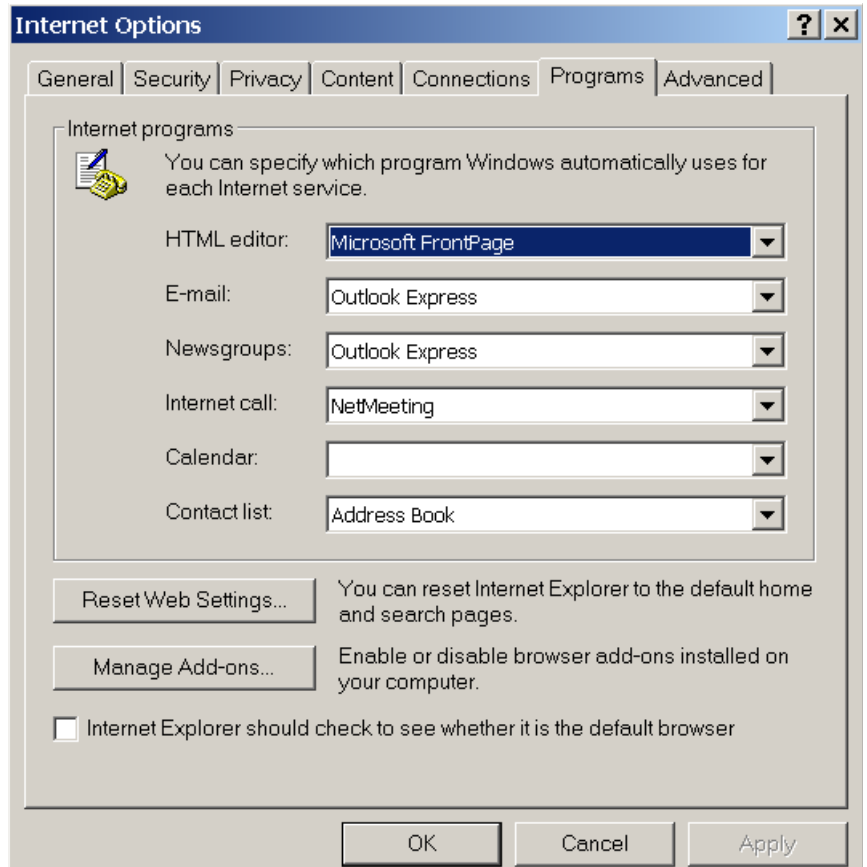 Internet Options
General Security Privacy Content Connections Programs Advanced
Internet programs
You can specify which program Windows automatically uses for
each Internet service.
HTML editor: Microsoft FrontPage
E-mail: Outlook Express
Newsgroups: Outlook Express
Internet call: NetMeeting
Calendar:
Contact list: Address Book
Reset Web Settings...
You can reset Internet Explorer to the default home
and search pages.
Manage Add-ons...
Enable or disable browser add-ons installed on
your computer.
Internet Explorer should check to see whether it is the default browser
OK Cancel Apply